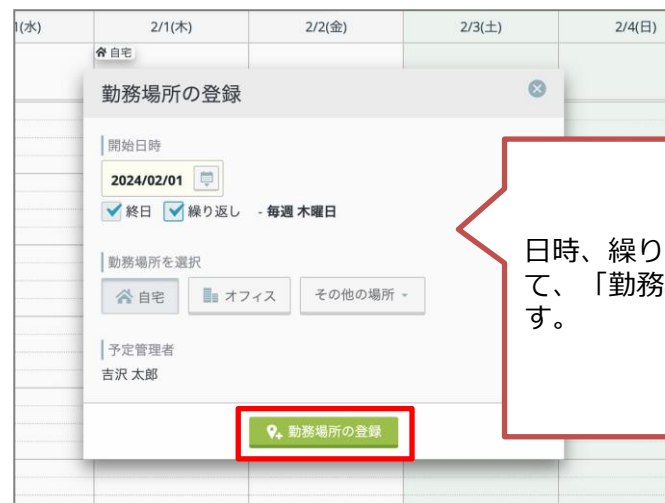 (水) 2/1(木) 2/2(金) 2/3(土) 2/4(日)
自宅
勤務場所の登録
開始日時
2024/02/01
終日 繰り返し - 毎週 木曜日
勤務場所を選択
自宅 オフィス その他の場所
予定管理者
吉沢 太郎
勤務場所の登録
日時、繰り
て、「勤務
す。